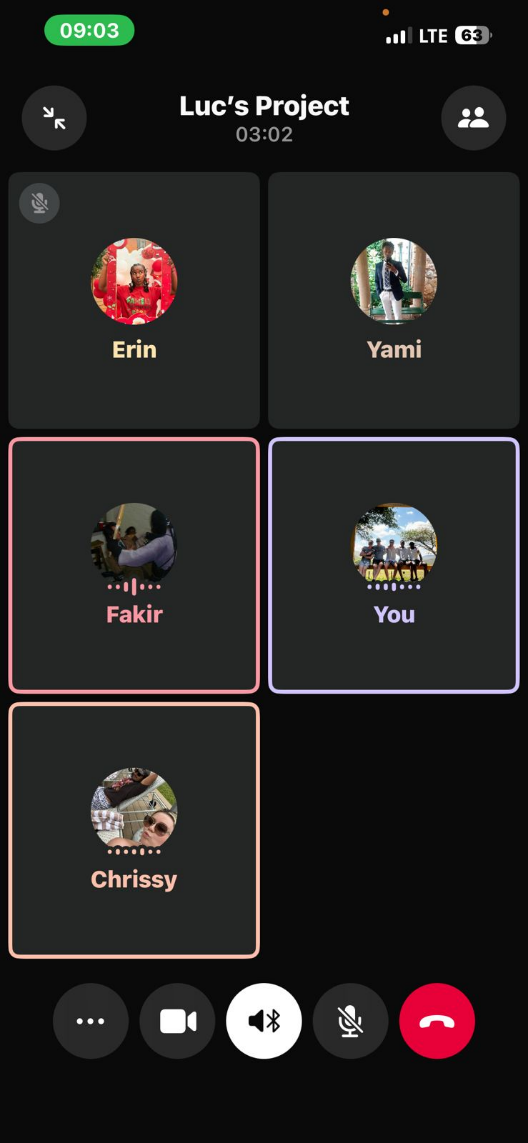 09:03
LTE 63
Luc’s Project
03:02
Erin
Yami
Fakir
You
Chrissy